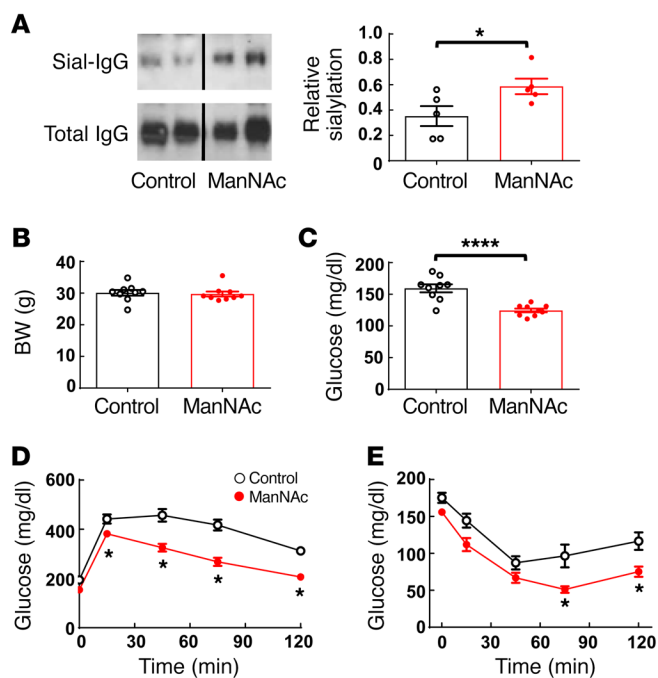 A
Sial-IgG
Total IgG
Control ManNAc
Relative
sialylation
1.0
0.8
0.6
0.4
0.2
0
*
Control ManNAc
B
BW (g)
40
30
20
10
0
Control ManNAc
C
Glucose (mg/dl)
200
150
100
50
0
****
Control ManNAc
D
Glucose (mg/dl)
600
400
200
0
Control
ManNAc
* * * *
0 30 60 90 120
Time (min)
E
Glucose (mg/dl)
200
150
100
50
0
* *
0 30 60 90 120
Time (min)